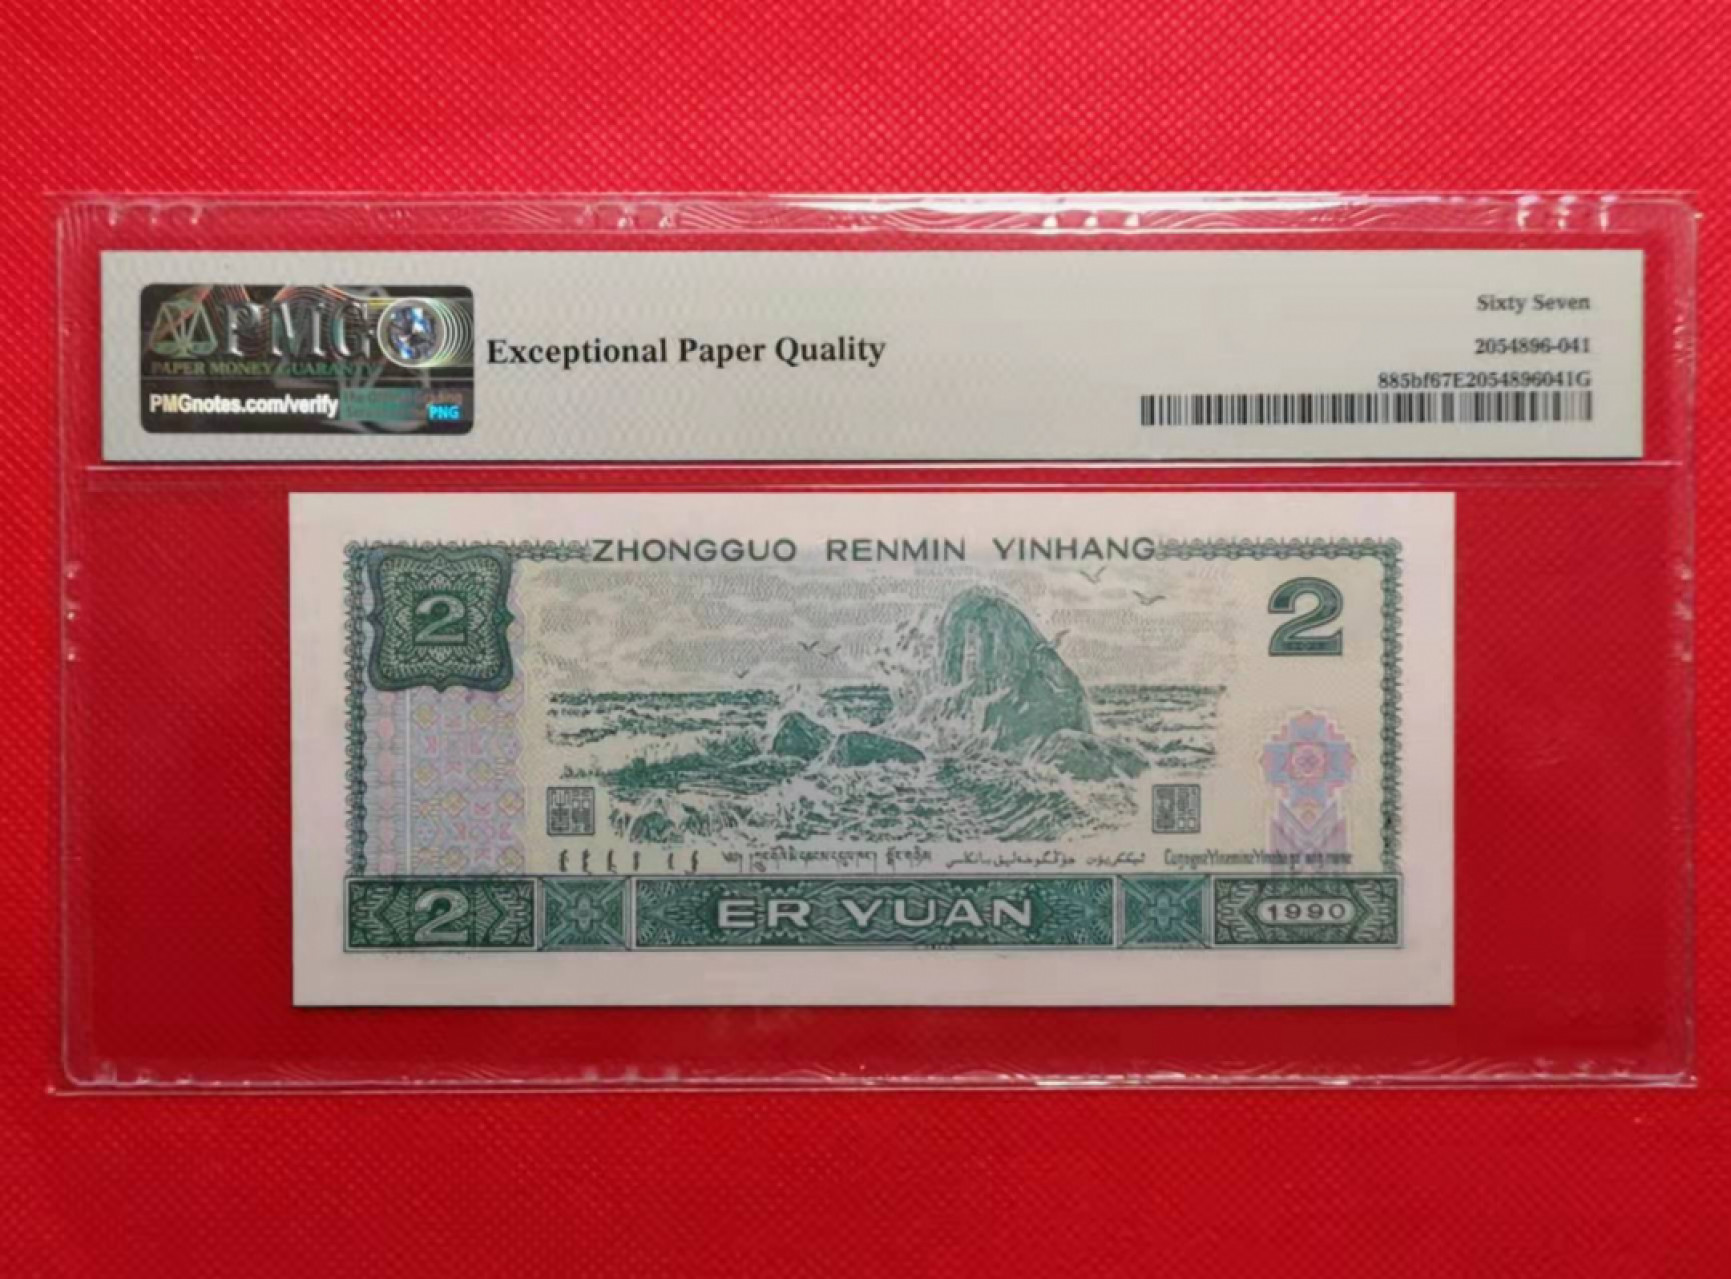 PMG
PAPER MONEY GUARANTY
PMGnotes.com/verify
PNG
Exceptional Paper Quality
Sixty Seven
2054896-041
885bf67E2054896041G
ZHONGGUO RENMIN YINHANG
2
2
2
ER YUAN
1990